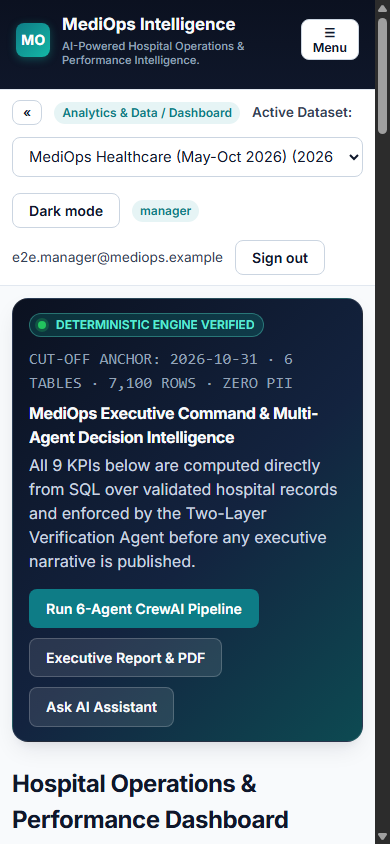 MO
MediOps Intelligence
AI-Powered Hospital Operations &
Performance Intelligence.
☰
Menu
«
Analytics & Data / Dashboard
Active Dataset:
MediOps Healthcare (May-Oct 2026) (2026
Dark mode
manager
e2e.manager@mediops.example
Sign out
DETERMINISTIC ENGINE VERIFIED
CUT-OFF ANCHOR: 2026-10-31 · 6
TABLES · 7,100 ROWS · ZERO PII
MediOps Executive Command & Multi-
Agent Decision Intelligence
All 9 KPIs below are computed directly
from SQL over validated hospital records
and enforced by the Two-Layer
Verification Agent before any executive
narrative is published.
Run 6-Agent CrewAI Pipeline
Executive Report & PDF
Ask AI Assistant
Hospital Operations &
Performance Dashboard